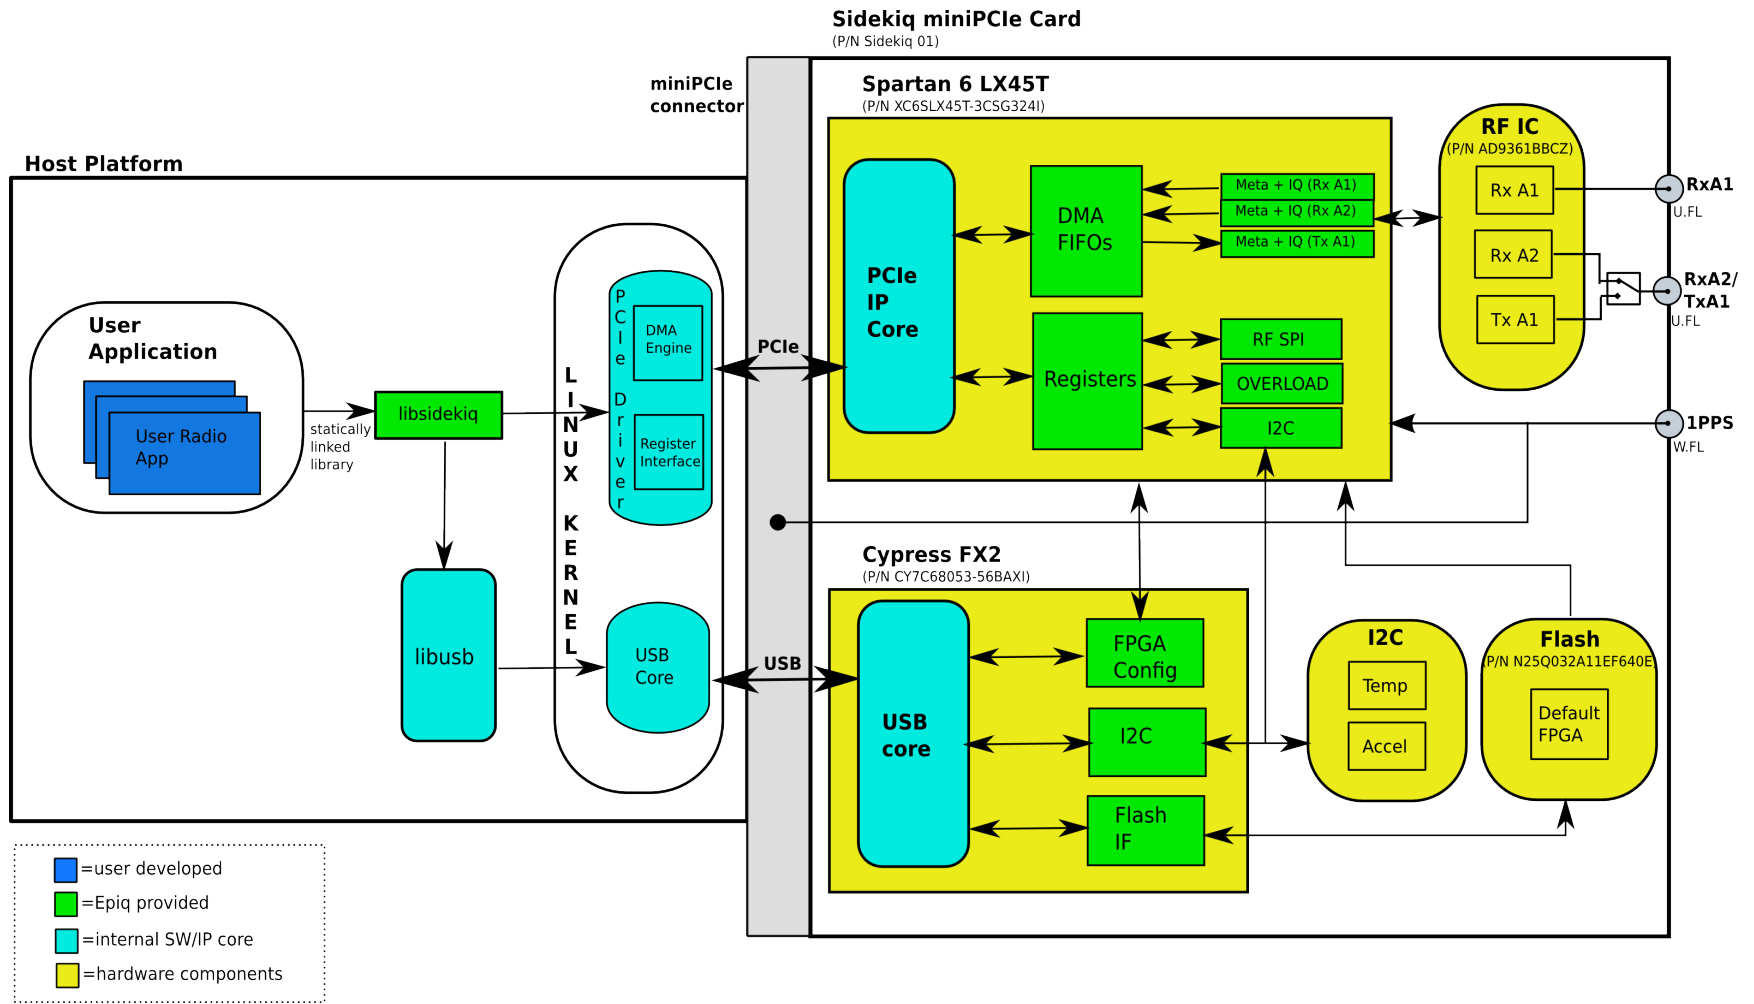 Sidekiq miniPCIe Card
(P/N Sidekiq 01)
miniPCIe
connector
Spartan 6 LX45T
(P/N XC6SLX45T-3CSG324I)
Host Platform
User
Application
User Radio
App
statically
linked
library
libsidekiq
libusb
LINUX KERNEL
PCIe Driver
DMA
Engine
Register
Interface
USB
Core
PCIe
USB
PCIe
IP
Core
DMA
FIFOs
Meta + IQ (Rx A1)
Meta + IQ (Rx A2)
Meta + IQ (Tx A1)
Registers
RF SPI
OVERLOAD
I2C
RF IC
(P/N AD9361BBCZ)
Rx A1
Rx A2
Tx A1
RxA1
U.FL
RxA2/
TxA1
U.FL
1PPS
W.FL
Cypress FX2
(P/N CY7C68053-56BAXI)
USB
core
FPGA
Config
I2C
Flash
IF
I2C
Temp
Accel
Flash
(P/N N25Q032A11EF640E)
Default
FPGA
=user developed
=Epiq provided
=internal SW/IP core
=hardware components